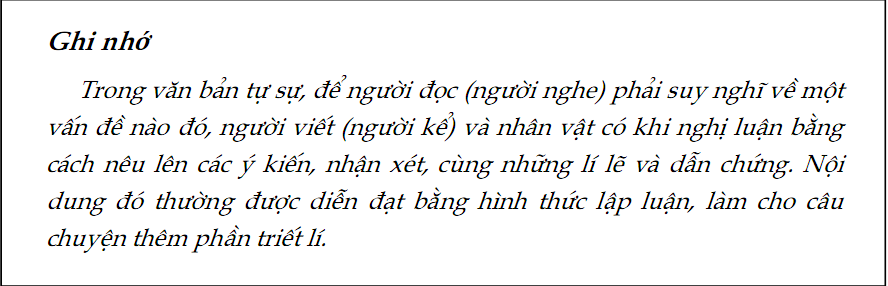 Ghi nhớ
Trong văn bản tự sự, để người đọc (người nghe) phải suy nghĩ về một
vấn đề nào đó, người viết (người kể) và nhân vật có khi nghị luận bằng
cách nêu lên các ý kiến, nhận xét, cùng những lí lẽ và dẫn chứng. Nội
dung đó thường được diễn đạt bằng hình thức lập luận, làm cho câu
chuyện thêm phần triết lí.